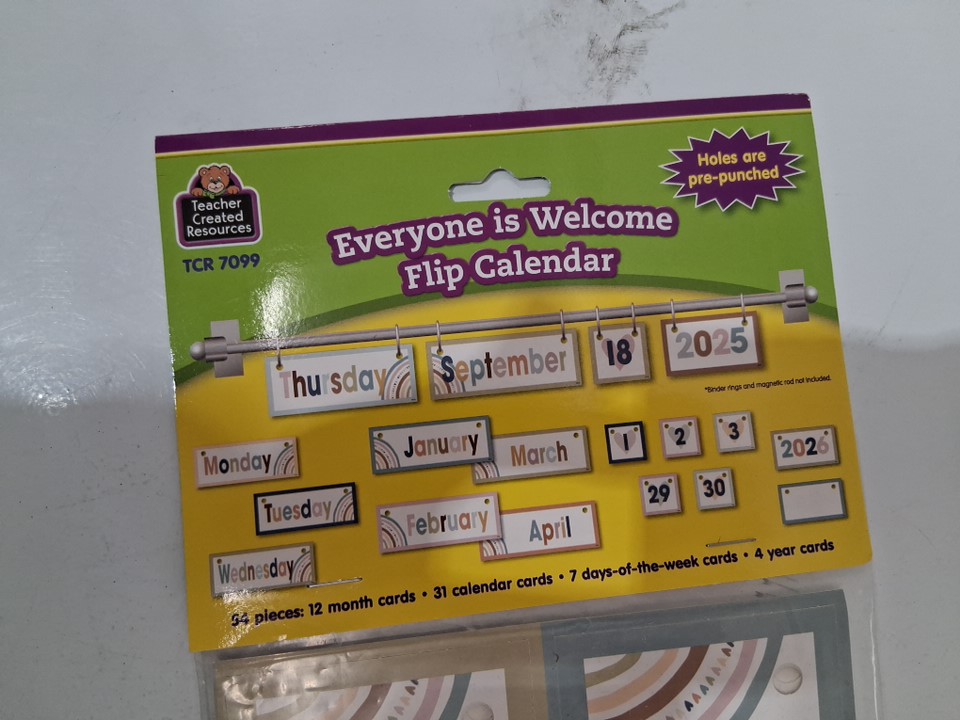 Holes are
pre-punched
Teacher
Created
Resources
TCR 7099
Everyone is Welcome
Flip Calendar
Thursday September 18 2025
*Binder rings and magnetic rod not included.
Monday January March 1 2 3 2026
Tuesday February April 29 30
Wednesday
54 pieces: 12 month cards • 31 calendar cards • 7 days-of-the-week cards • 4 year cards